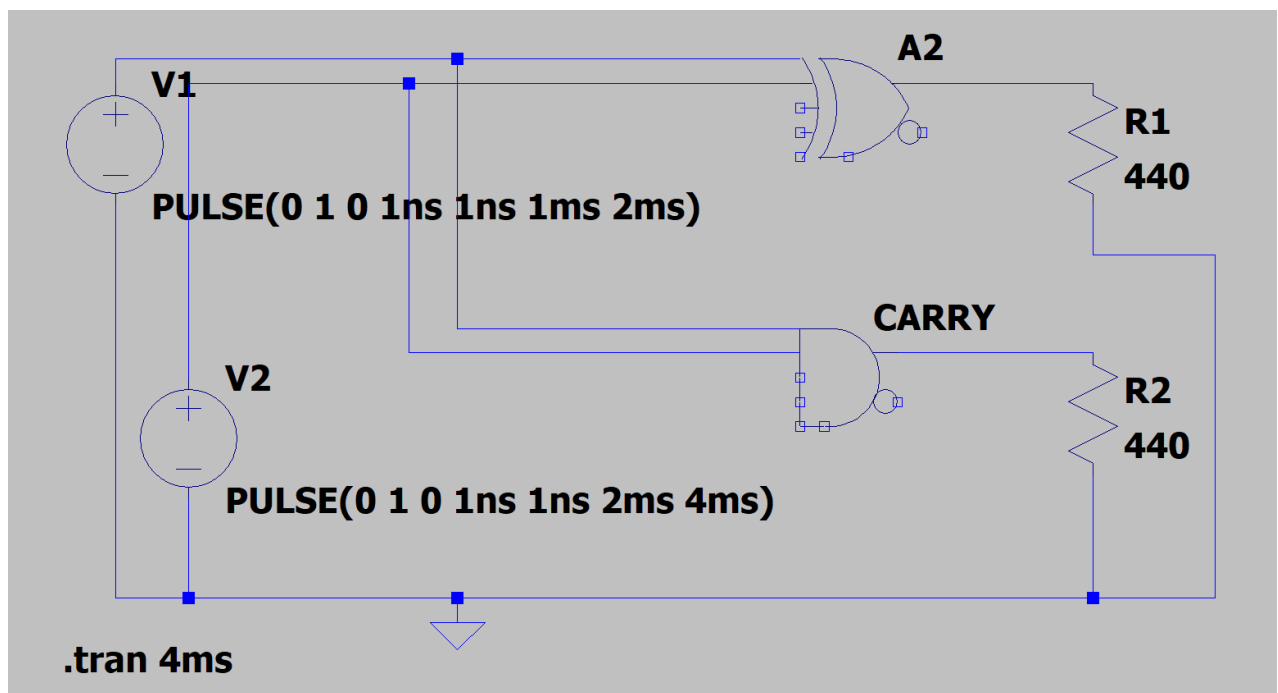 A2
V1
R1
440
PULSE(0 1 0 1ns 1ns 1ms 2ms)
CARRY
V2
R2
440
PULSE(0 1 0 1ns 1ns 2ms 4ms)
.tran 4ms